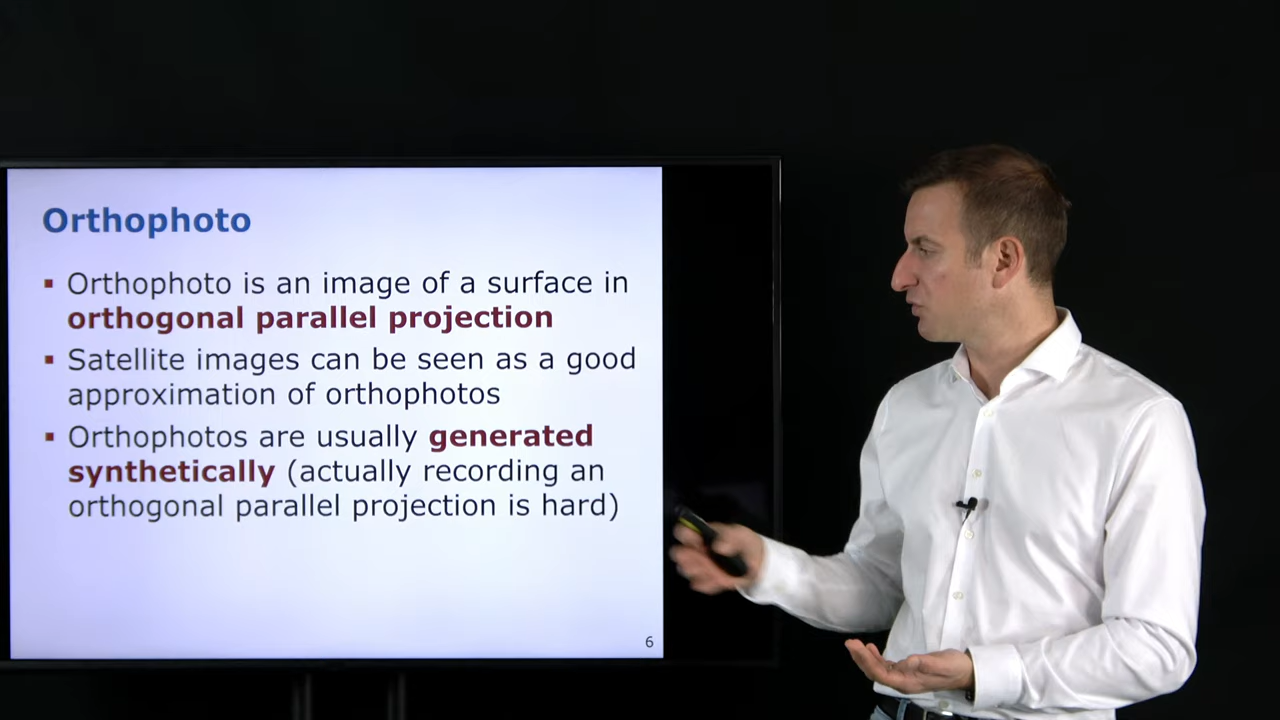 Orthophoto
▪ Orthophoto is an image of a surface in
orthogonal parallel projection
▪ Satellite images can be seen as a good
approximation of orthophotos
▪ Orthophotos are usually generated
synthetically (actually recording an
orthogonal parallel projection is hard)
6